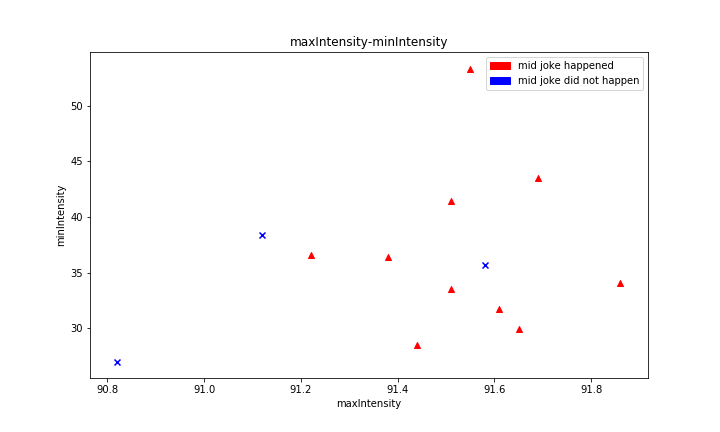 maxIntensity-minIntensity
mid joke happened
mid joke did not happen
50
45
40
35
30
minIntensity
90.8 91.0 91.2 91.4 91.6 91.8
maxIntensity